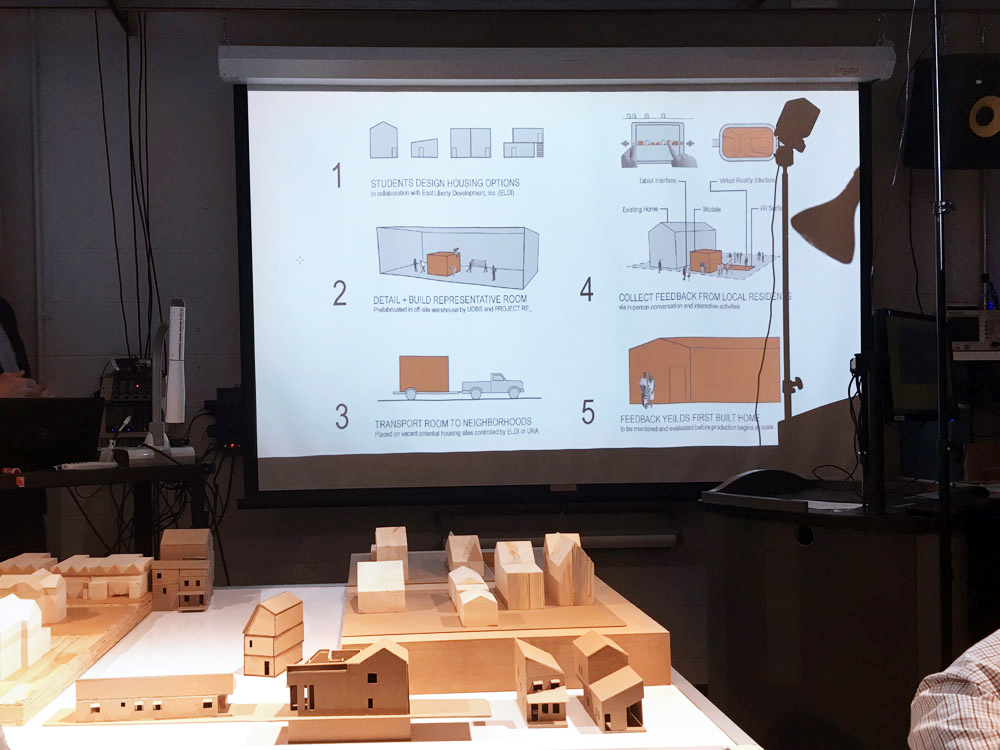 1
STUDENTS DESIGN HOUSING OPTIONS
in collaboration with East Liberty Development, Inc. (ELDI)
2
DETAIL + BUILD REPRESENTATIVE ROOM
Prefabricated in off-site warehouse by UDBS and PROJECT RE_
3
TRANSPORT ROOM TO NEIGHBORHOODS
Placed on vacant potential housing sites controlled by ELDI or URA
Tablet Interface
Virtual Reality Interface
Existing Home
Module
VR
4
COLLECT FEEDBACK FROM LOCAL RESIDENTS
via in-person conversation and interactive activities
5
FEEDBACK YEILDS FIRST BUILT HOME
to be monitored and evaluated before production begins at scale